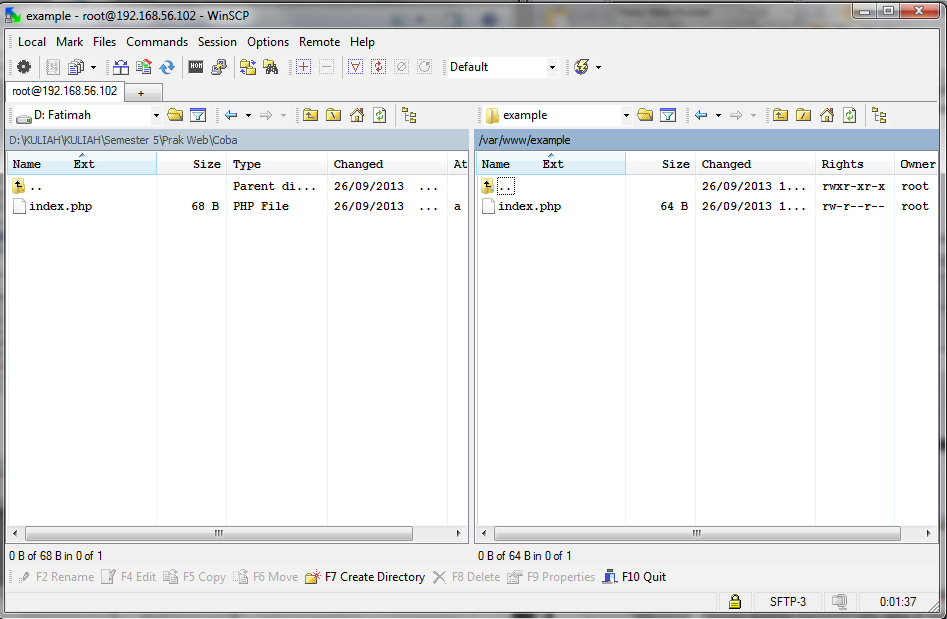 example - root@192.168.56.102 - WinSCP
Local Mark Files Commands Session Options Remote Help
Default
root@192.168.56.102 +
D: Fatimah
example
D:\KULIAH\KULIAH\Semester 5\Prak Web\Coba
/var/www/example
Name Ext Size Type Changed At
Name Ext Size Changed Rights Owner
.. Parent di... 26/09/2013 ...
.. 26/09/2013 1... rwxr-xr-x root
index.php 68 B PHP File 26/09/2013 ... a
index.php 64 B 26/09/2013 1... rw-r--r-- root
0 B of 68 B in 0 of 1
0 B of 64 B in 0 of 1
F2 Rename F4 Edit F5 Copy F6 Move F7 Create Directory F8 Delete F9 Properties F10 Quit
SFTP-3 0:01:37